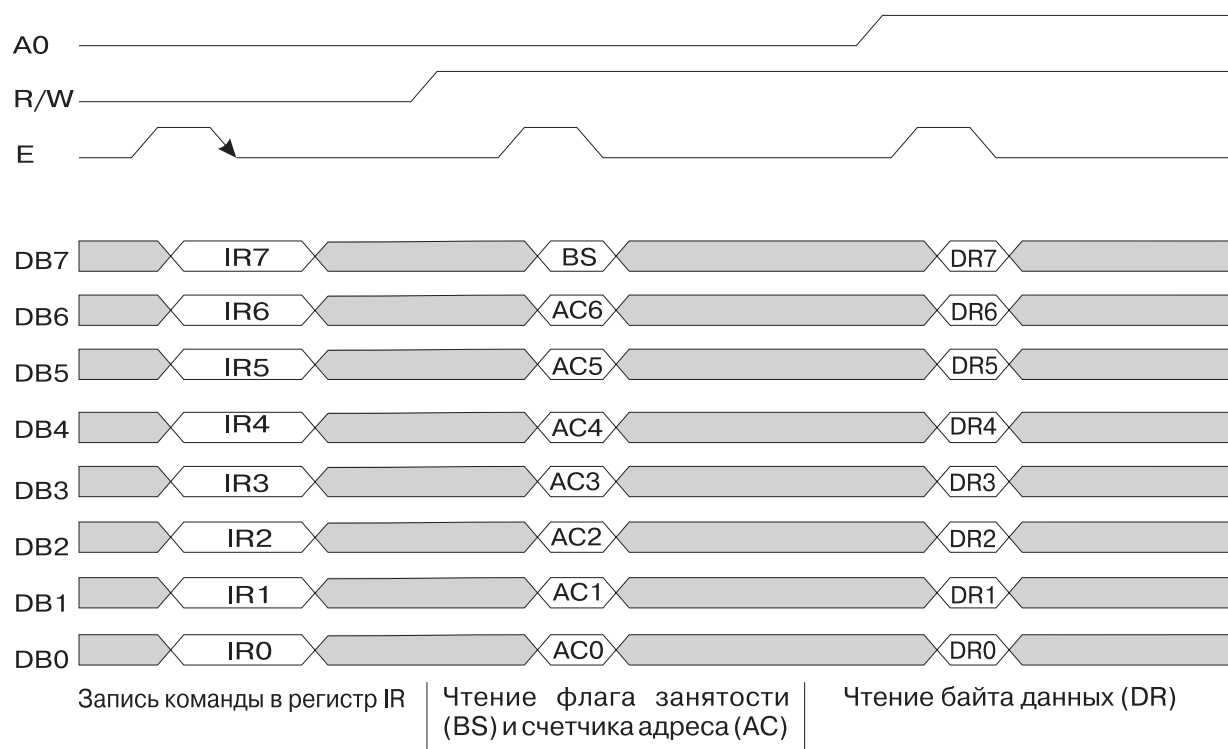 A0
R/W
E
DB7 IR7 BS DR7
DB6 IR6 AC6 DR6
DB5 IR5 AC5 DR5
DB4 IR4 AC4 DR4
DB3 IR3 AC3 DR3
DB2 IR2 AC2 DR2
DB1 IR1 AC1 DR1
DB0 IR0 AC0 DR0
Запись команды в регистр IR
Чтение флага занятости
(BS) и счетчика адреса (AC)
Чтение байта данных (DR)